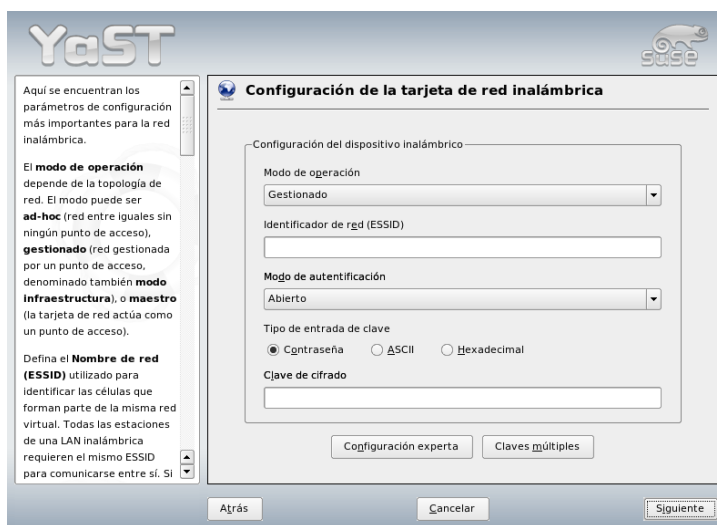 YaST
SUSE
Aquí se encuentran los
parámetros de configuración
más importantes para la red
inalámbrica.
El modo de operación
depende de la topología de
red. El modo puede ser
ad-hoc (red entre iguales sin
ningún punto de acceso),
gestionado (red gestionada
por un punto de acceso,
denominado también modo
infraestructura), o maestro
(la tarjeta de red actúa como
un punto de acceso).
Defina el Nombre de red
(ESSID) utilizado para
identificar las células que
forman parte de la misma red
virtual. Todas las estaciones
de una LAN inalámbrica
requieren el mismo ESSID
para comunicarse entre sí. Si
Configuración de la tarjeta de red inalámbrica
Configuración del dispositivo inalámbrico
Modo de operación
Gestionado
Identificador de red (ESSID)
Modo de autentificación
Abierto
Tipo de entrada de clave
Contraseña ASCII Hexadecimal
Clave de cifrado
Configuración experta Claves múltiples
Atrás Cancelar Siguiente